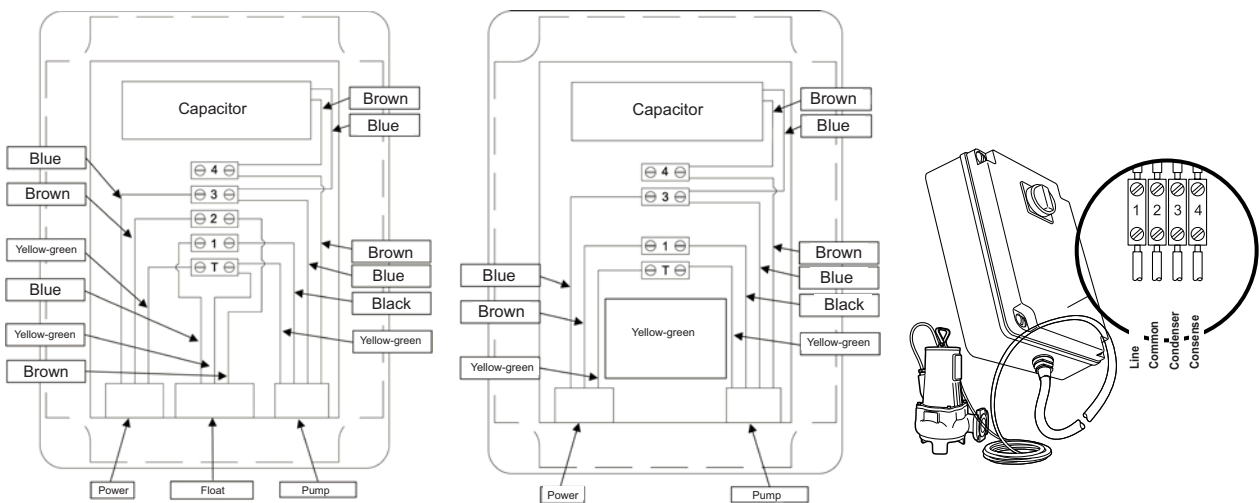 Capacitor
Brown
Blue
Blue
Brown
Yellow-green
Blue
Yellow-green
Brown
4
3
2
1
T
Brown
Blue
Black
Yellow-green
Power
Float
Pump
Capacitor
Brown
Blue
4
3
1
T
Blue
Brown
Yellow-green
Yellow-green
Brown
Blue
Black
Yellow-green
Power
Pump
1 2 3 4
Line
Common
Condenser
Consense